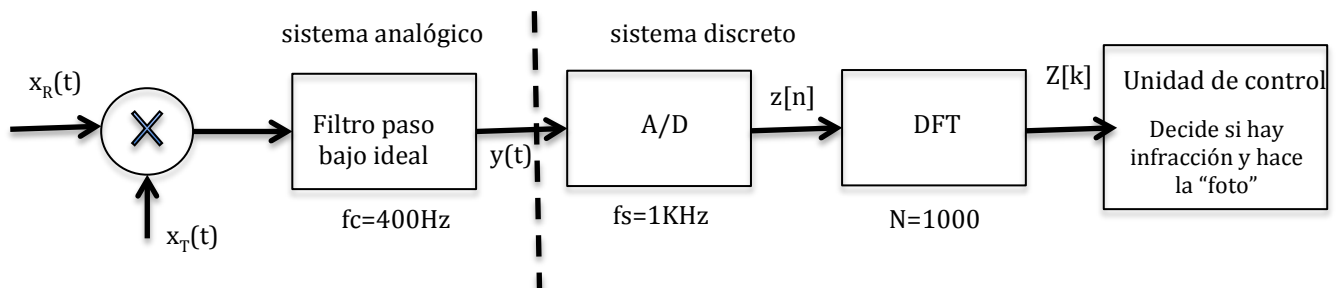 sistema analógico
sistema discreto
x_R(t)
Filtro paso
bajo ideal
y(t)
A/D
z[n]
DFT
Z[k]
Unidad de control
Decide si hay
infracción y hace
la “foto”
x_T(t)
fc=400Hz
fs=1KHz
N=1000